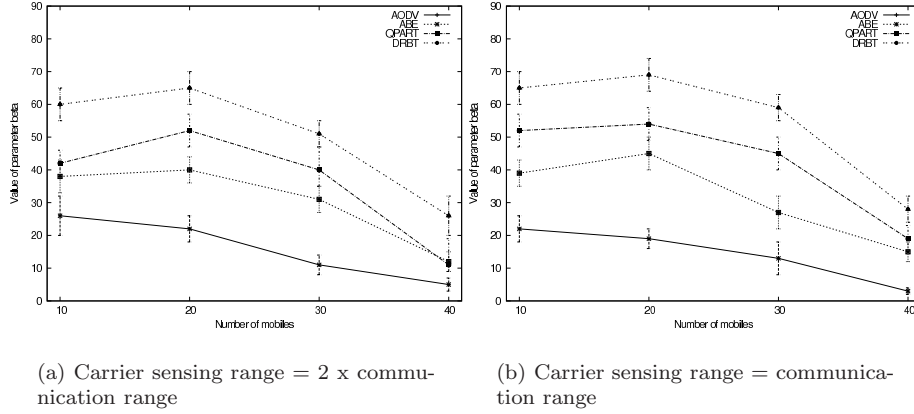 AODV
ABE
QPART
DRBT
90
80
70
60
50
40
30
20
10
0
Value of parameter beta
10 20 30 40
Number of mobiles
(a) Carrier sensing range = 2 x commu-
nication range
AODV
ABE
QPART
DRBT
90
80
70
60
50
40
30
20
10
0
Value of parameter beta
10 20 30 40
Number of mobiles
(b) Carrier sensing range = communica-
tion range